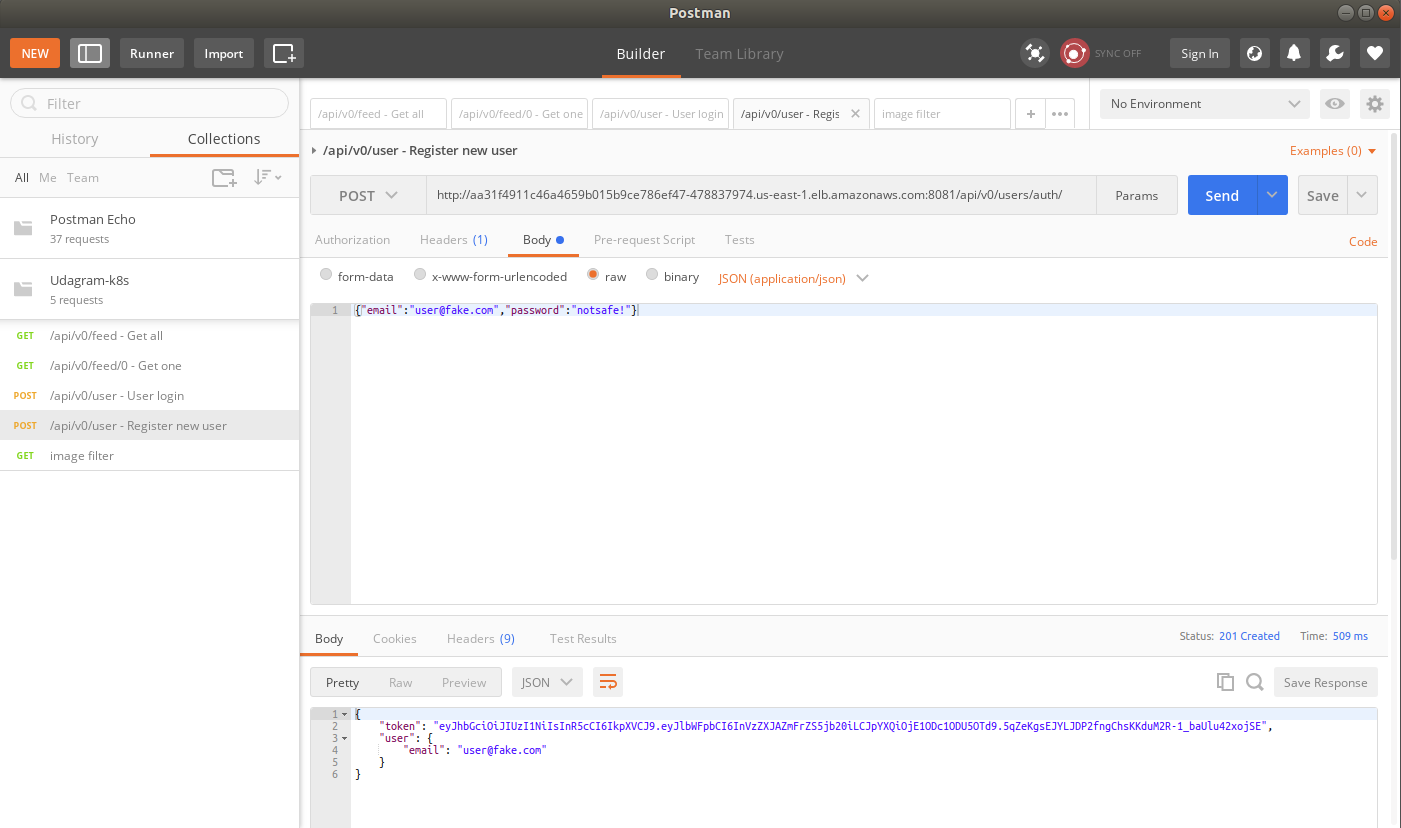 Postman
NEW Runner Import Builder Team Library SYNC OFF Sign In
Filter
History Collections
All Me Team
Postman Echo
37 requests
Udagram-k8s
5 requests
GET /api/v0/feed - Get all
GET /api/v0/feed/0 - Get one
POST /api/v0/user - User login
POST /api/v0/user - Register new user
GET image filter
/api/v0/feed - Get all /api/v0/feed/0 - Get one /api/v0/user - User login /api/v0/user - Regis image filter + ••• No Environment
/api/v0/user - Register new user Examples (0)
POST http://aa31f4911c46a4659b015b9ce786ef47-478837974.us-east-1.elb.amazonaws.com:8081/api/v0/users/auth/ Params Send Save
Authorization Headers (1) Body Pre-request Script Tests Code
form-data x-www-form-urlencoded raw binary JSON (application/json)
1 {"email":"user@fake.com","password":"notsafe!"}
Body Cookies Headers (9) Test Results Status: 201 Created Time: 509 ms
Pretty Raw Preview JSON Save Response
1 {
2 "token": "eyJhbGciOiJIUzI1NiIsInR5cCI6IkpXVCJ9.eyJlbWFpbCI6InVzZXJAZmFrZS5jb20iLCJpYXQiOjE1ODc1ODU5OTd9.5qZeKgsEJYLJDP2fngChsKKduM2R-1_baUlu42xojSE",
3 "user": {
4 "email": "user@fake.com"
5 }
6 }